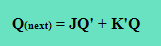 Q(next) = JQ' + K'Q